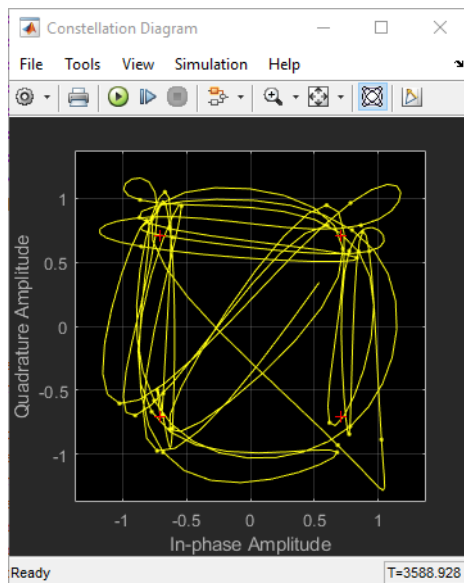 Constellation Diagram
File Tools View Simulation Help
1
0.5
0
-0.5
-1
Quadrature Amplitude
-1 -0.5 0 0.5 1
In-phase Amplitude
Ready T=3588.928